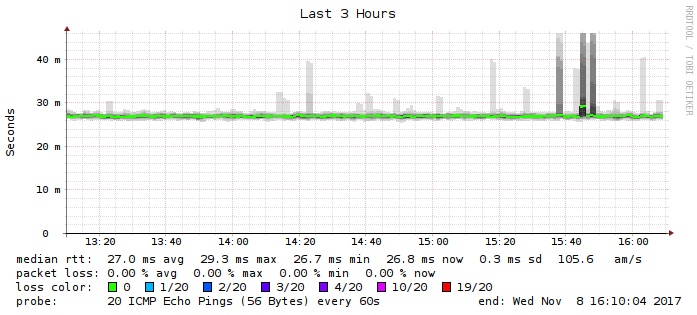 Last 3 Hours
RRDTOOL / TOBI OETIKER
Seconds
40 m
30 m
20 m
10 m
0
13:20 13:40 14:00 14:20 14:40 15:00 15:20 15:40 16:00
median rtt: 27.0 ms avg 29.3 ms max 26.7 ms min 26.8 ms now 0.3 ms sd 105.6 am/s
packet loss: 0.00 % avg 0.00 % max 0.00 % min 0.00 % now
loss color: 0 1/20 2/20 3/20 4/20 10/20 19/20
probe: 20 ICMP Echo Pings (56 Bytes) every 60s end: Wed Nov 8 16:10:04 2017